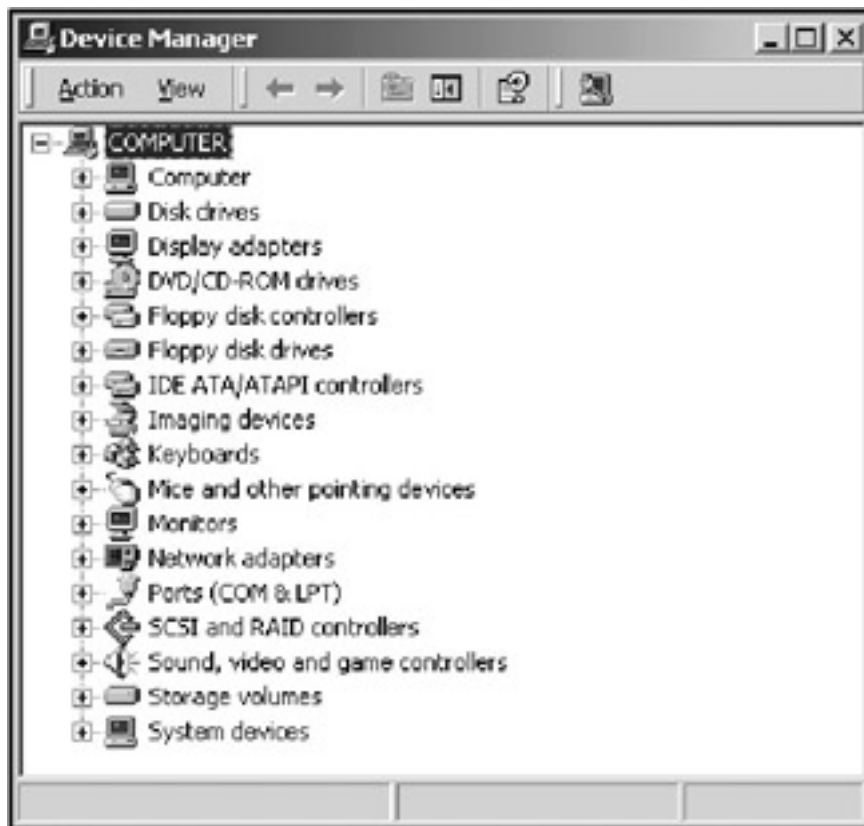 Device Manager
Action View
COMPUTER
Computer
Disk drives
Display adapters
DVD/CD-ROM drives
Floppy disk controllers
Floppy disk drives
IDE ATA/ATAPI controllers
Imaging devices
Keyboards
Mice and other pointing devices
Monitors
Network adapters
Ports (COM & LPT)
SCSI and RAID controllers
Sound, video and game controllers
Storage volumes
System devices